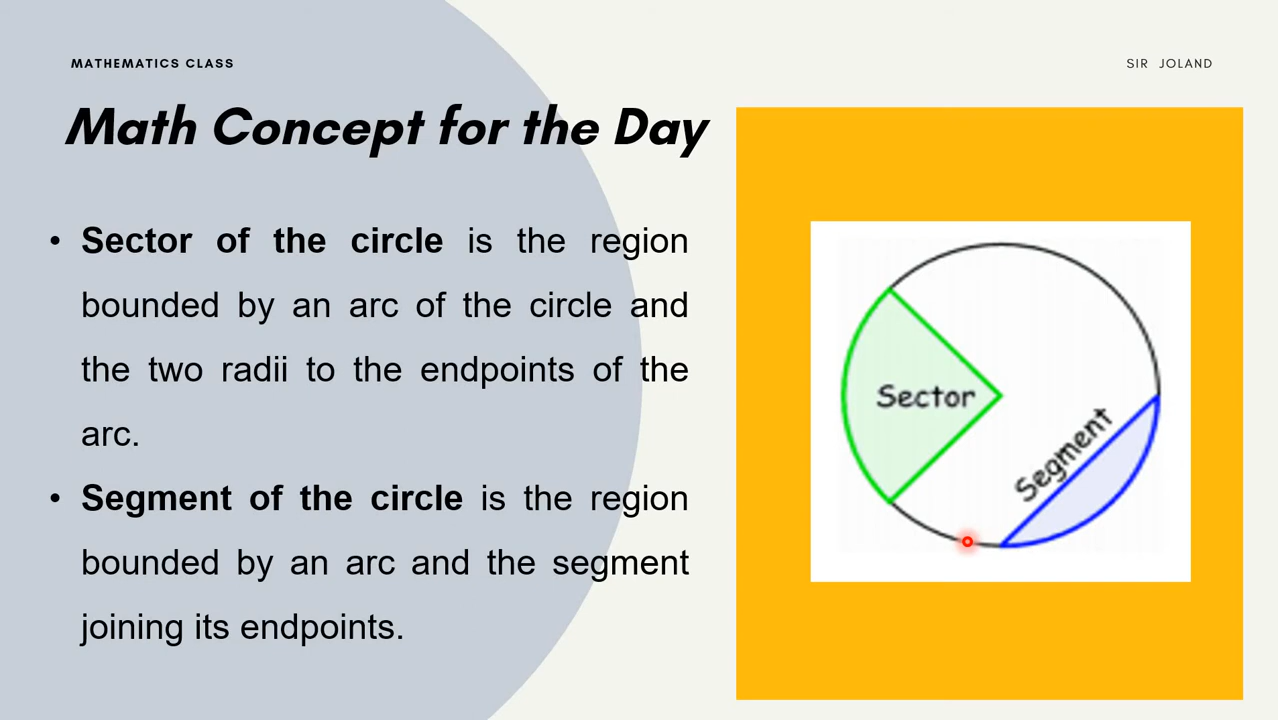 MATHEMATICS CLASS
SIR JOLAND
Math Concept for the Day
• Sector of the circle is the region
bounded by an arc of the circle and
the two radii to the endpoints of the
arc.
• Segment of the circle is the region
bounded by an arc and the segment
joining its endpoints.
Sector
Segment